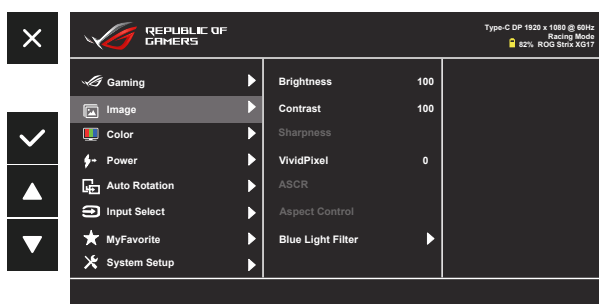 REPUBLIC OF
GAMERS
Type-C DP 1920 x 1080 @ 60Hz
Racing Mode
82% ROG Strix XG17
Gaming
Image
Color
Power
Auto Rotation
Input Select
MyFavorite
System Setup
Brightness 100
Contrast 100
Sharpness
VividPixel 0
ASCR
Aspect Control
Blue Light Filter